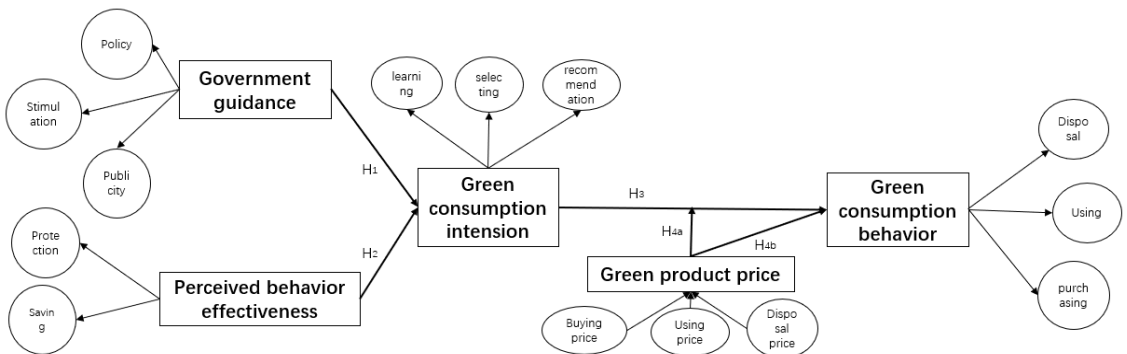 Policy
Government
guidance
Stimul
ation
Publi
city
Prote
ction
Savin
g
Perceived behavior
effectiveness
H1
H2
learni
ng
selec
ting
recom
mend
ation
Green
consumption
intension
H3
H4a
H4b
Green product price
Buying
price
Using
price
Dispo
sal
price
Green
consumption
behavior
Dispo
sal
Using
purch
asing